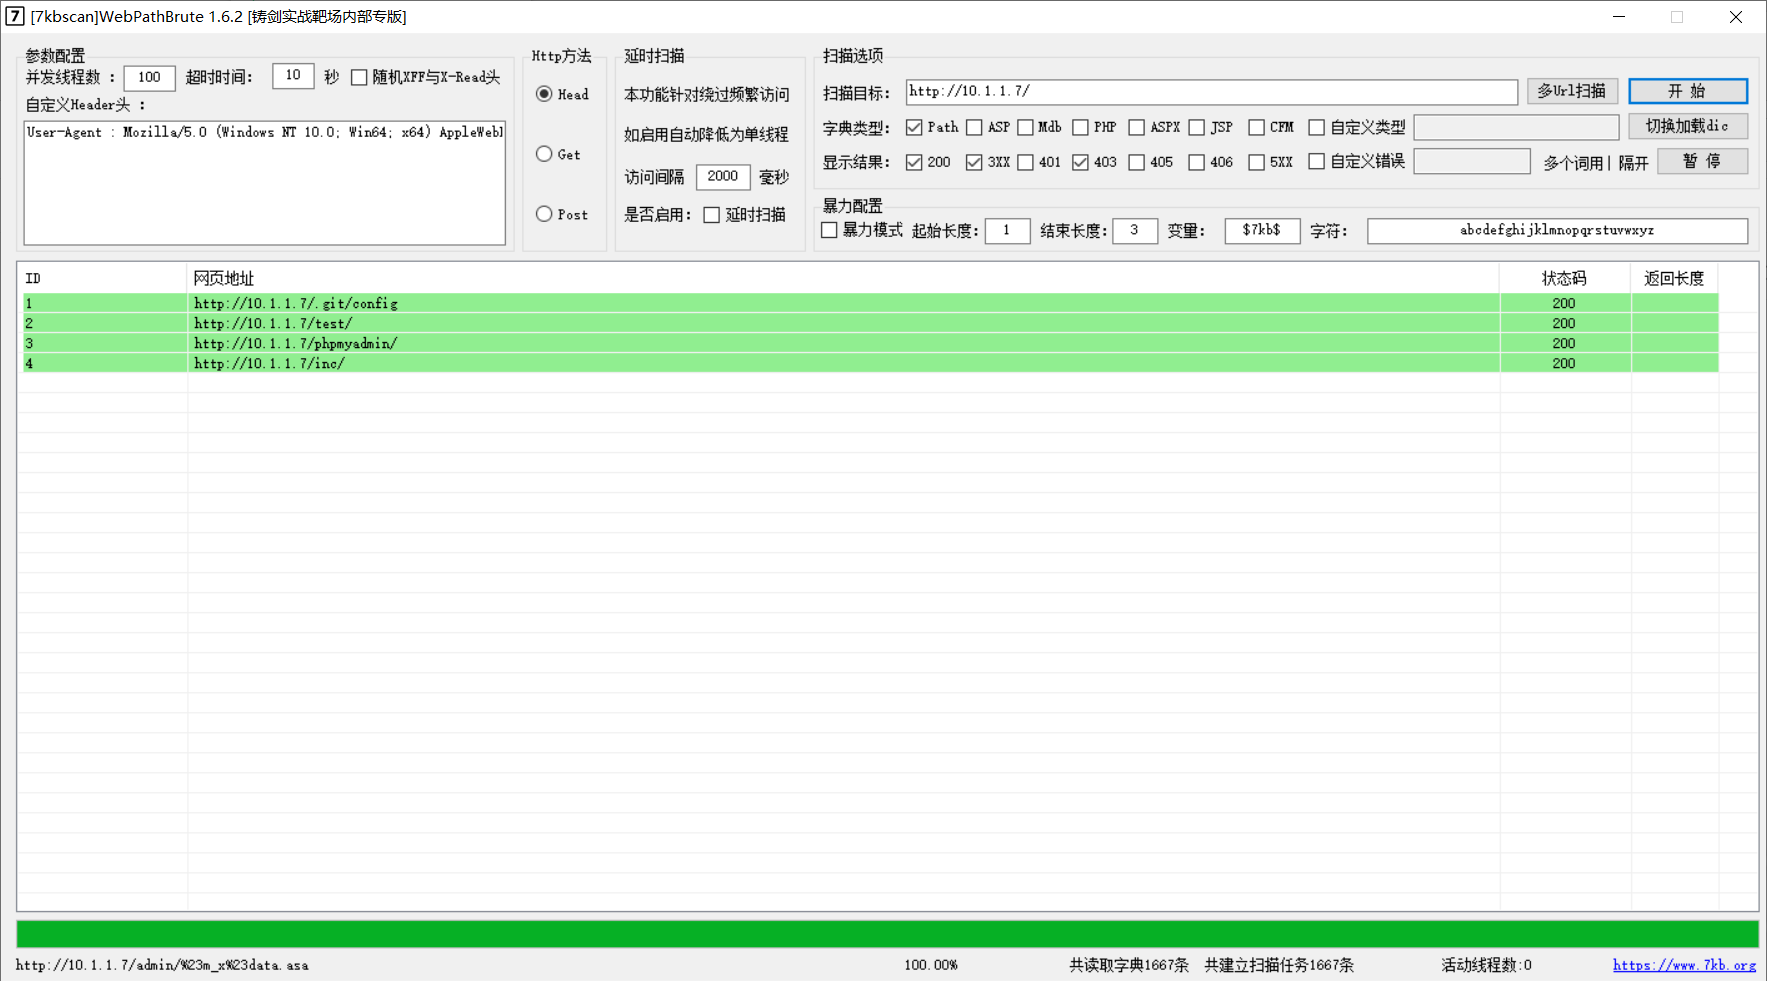 7 [7kbscan]WebPathBrute 1.6.2 [铸剑实战靶场内部专版]
参数配置
并发线程数 : 100 超时时间: 10 秒 随机XFF与X-Read头
自定义Header头 :
User-Agent : Mozilla/5.0 (Windows NT 10.0; Win64; x64) AppleWebl
Http方法
Head
Get
Post
延时扫描
本功能针对绕过频繁访问
如启用自动降低为单线程
访问间隔 2000 毫秒
是否启用: 延时扫描
扫描选项
扫描目标: http://10.1.1.7/ 多Url扫描 开 始
字典类型: Path ASP Mdb PHP ASPX JSP CFM 自定义类型 切换加载dic
显示结果: 200 3XX 401 403 405 406 5XX 自定义错误 多个词用| 隔开 暂 停
暴力配置
暴力模式 起始长度: 1 结束长度: 3 变量: $7kb$ 字符: abcdefghijklmnopqrstuvwxyz
ID 网页地址 状态码 返回长度
1 http://10.1.1.7/.git/config 200
2 http://10.1.1.7/test/ 200
3 http://10.1.1.7/phpmyadmin/ 200
4 http://10.1.1.7/inc/ 200
http://10.1.1.7/admin/%23m_x%23data.asa 100.00% 共读取字典1667条 共建立扫描任务1667条 活动线程数:0 https://www.7kb.org